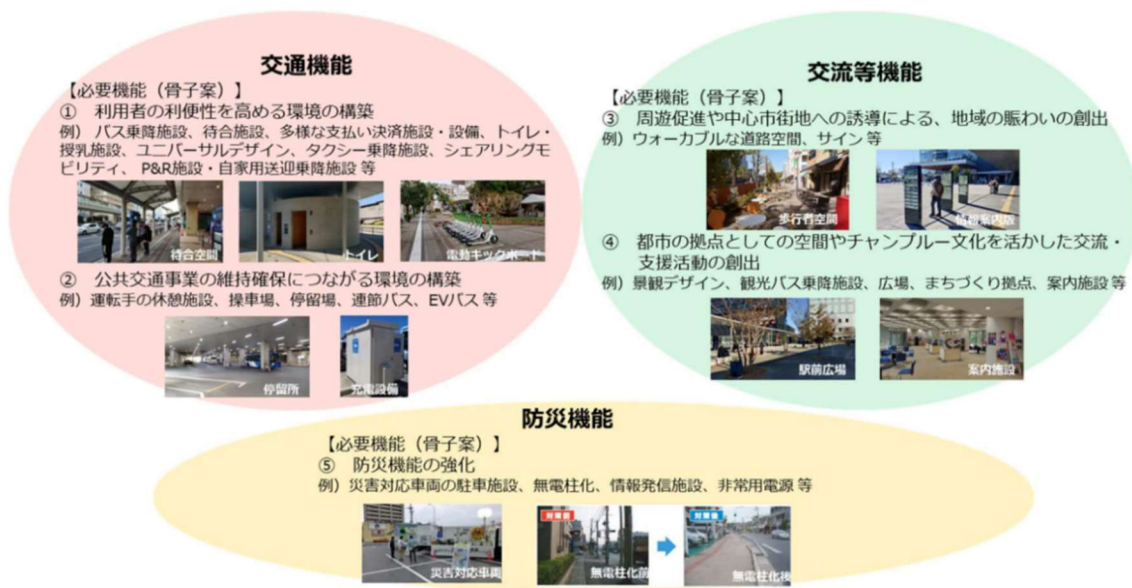 交通機能
【必要機能（骨子案）】
① 利用者の利便性を高める環境の構築
例）バス乗降施設、待合施設、多様な支払い決済施設・設備、トイレ・
授乳施設、ユニバーサルデザイン、タクシー乗降施設、シェアリングモ
ビリティ、 P&R施設・自家用送迎乗降施設 等
待合空間
トイレ
電動キックボード
② 公共交通事業の維持確保につながる環境の構築
例）運転手の休憩施設、操車場、停留場、連節バス、EVバス 等
停留所
充電設備
交流等機能
【必要機能（骨子案）】
③ 周遊促進や中心市街地への誘導による、地域の賑わいの創出
例）ウォーカブルな道路空間、サイン 等
歩行者空間
情報案内版
④ 都市の拠点としての空間やチャンプルー文化を活かした交流・
支援活動の創出
例）景観デザイン、観光バス乗降施設、広場、まちづくり拠点、案内施設 等
駅前広場
案内施設
防災機能
【必要機能（骨子案）】
⑤ 防災機能の強化
例）災害対応車両の駐車施設、無電柱化、情報発信施設、非常用電源 等
災害対応車両
対策前
無電柱化前
対策後
無電柱化後